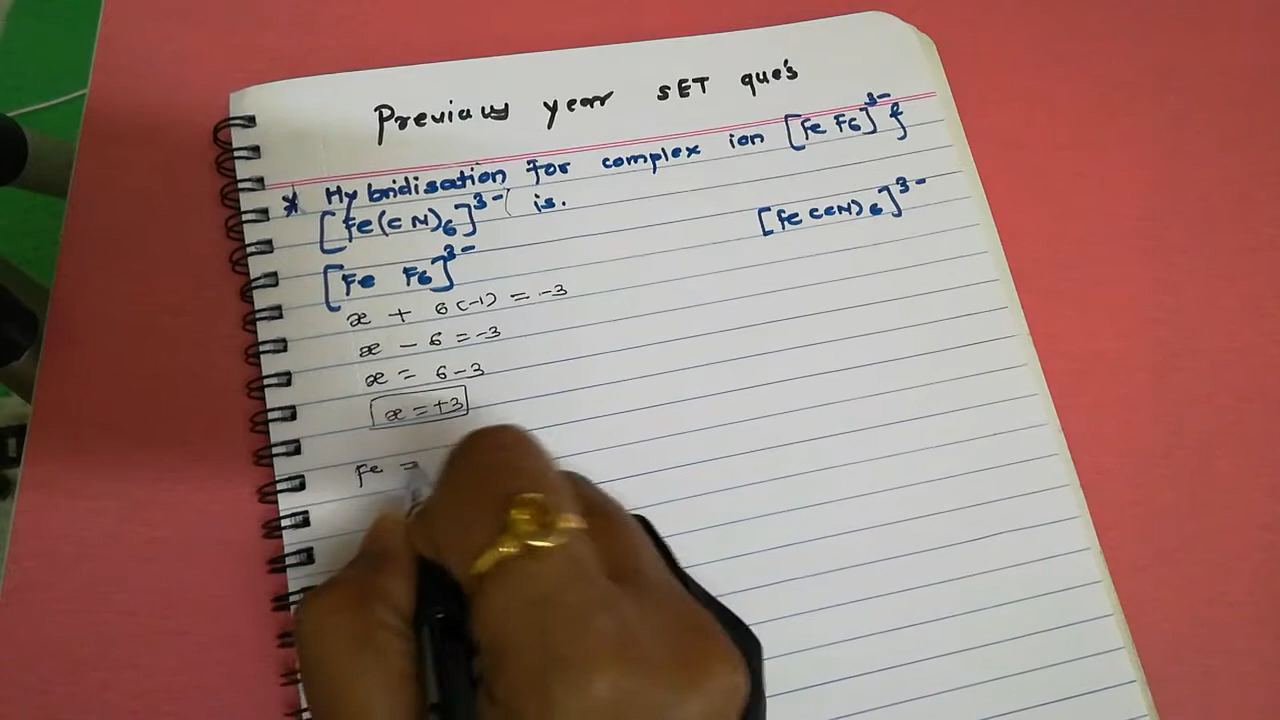 Previous year SET que's
* Hybridisation for complex ion [Fe F6]3- &
[Fe(CN)6]3- is.
[Fe F6]3-
[Fe(CN)6]3-
x + 6(-1) = -3
x - 6 = -3
x = 6-3
x = +3
Fe =